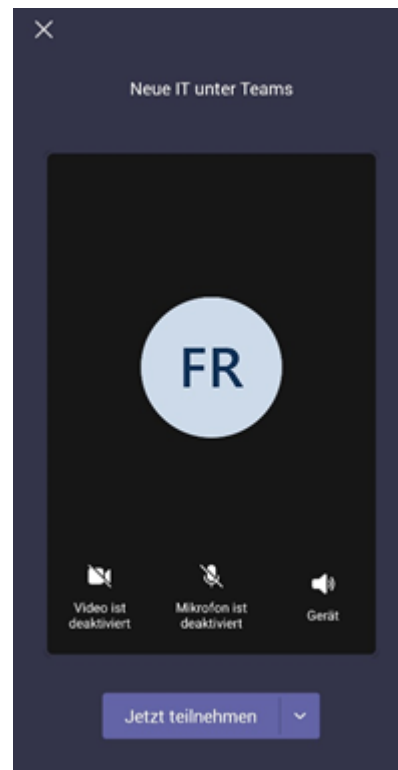 Neue IT unter Teams
FR
Video ist
deaktiviert
Mikrofon ist
deaktiviert
Gerät
Jetzt teilnehmen